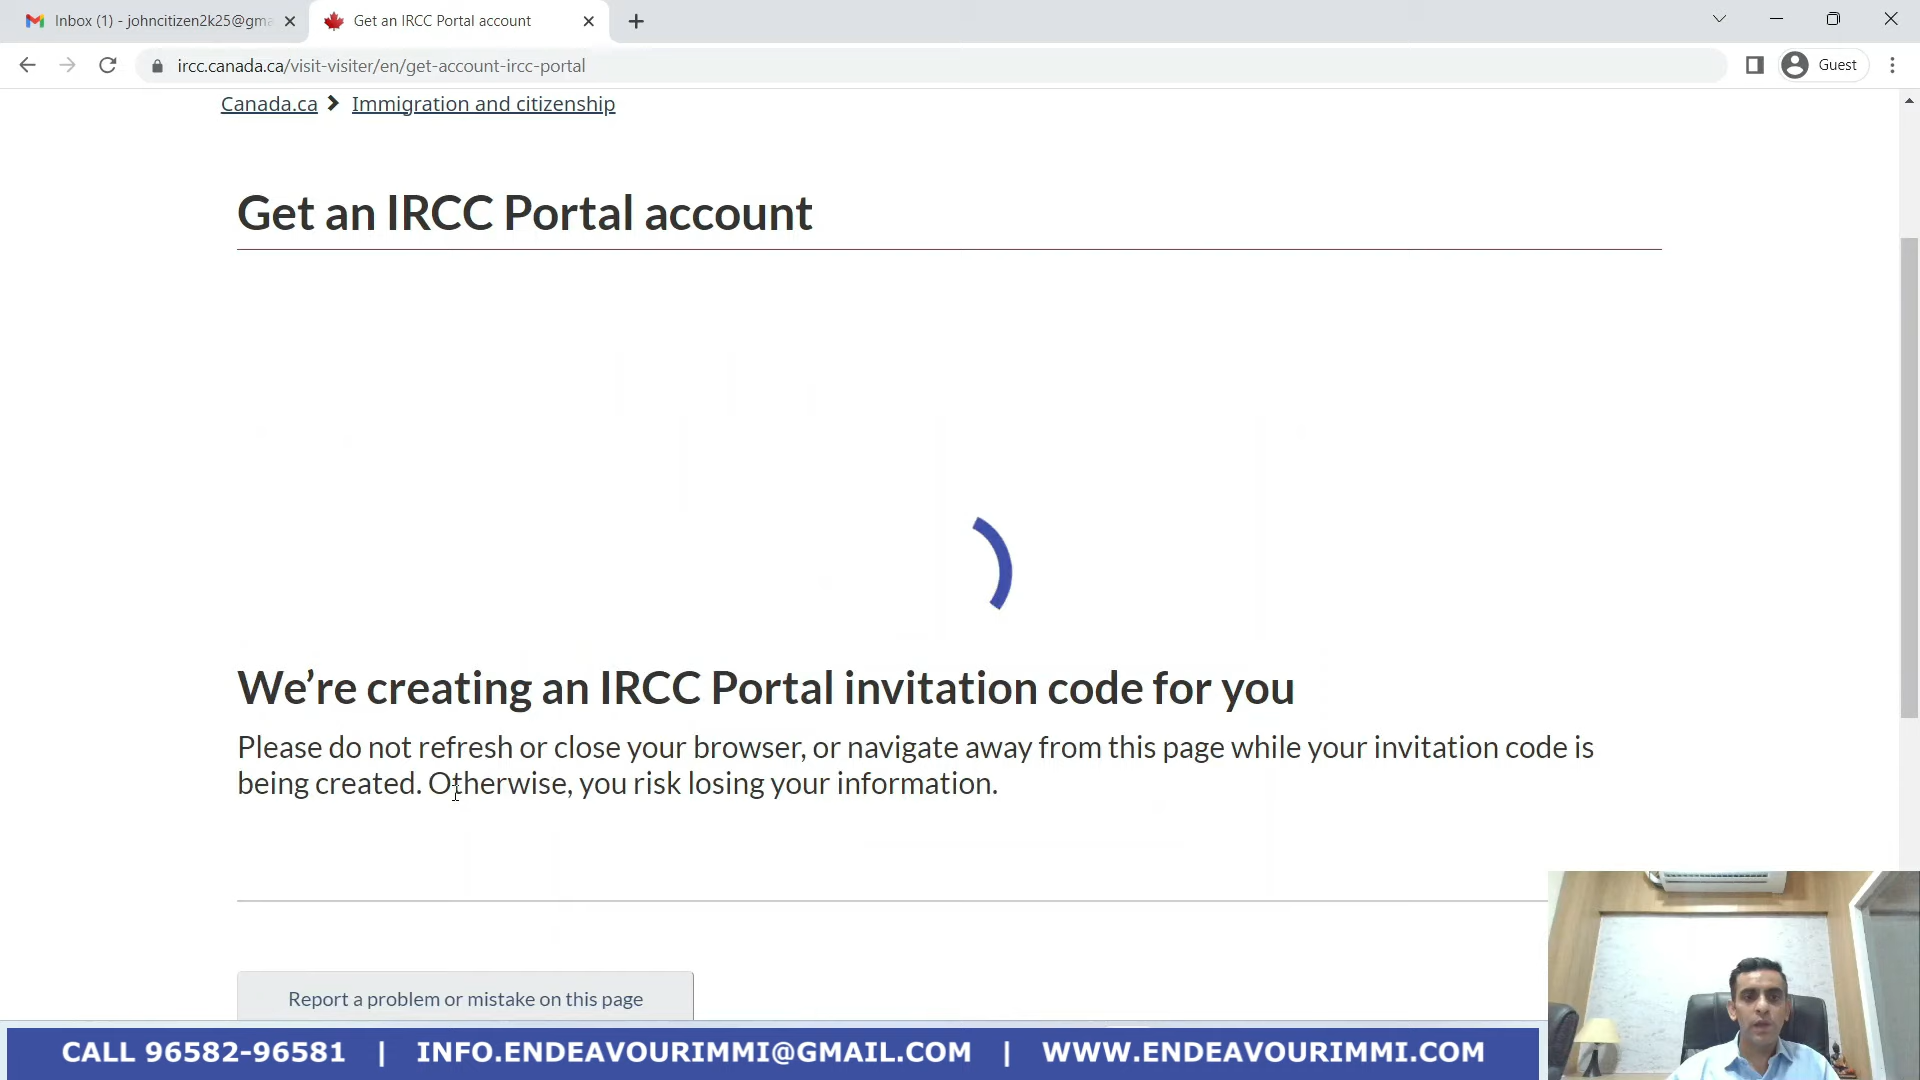 Inbox (1) - johncitizen2k25@gma
Get an IRCC Portal account
ircc.canada.ca/visit-visiter/en/get-account-ircc-portal
Guest
Canada.ca
Immigration and citizenship
Get an IRCC Portal account
We’re creating an IRCC Portal invitation code for you
Please do not refresh or close your browser, or navigate away from this page while your invitation code is
being created. Otherwise, you risk losing your information.
Report a problem or mistake on this page
CALL 96582-96581 | INFO.ENDEAVOURIMMI@GMAIL.COM | WWW.ENDEAVOURIMMI.COM